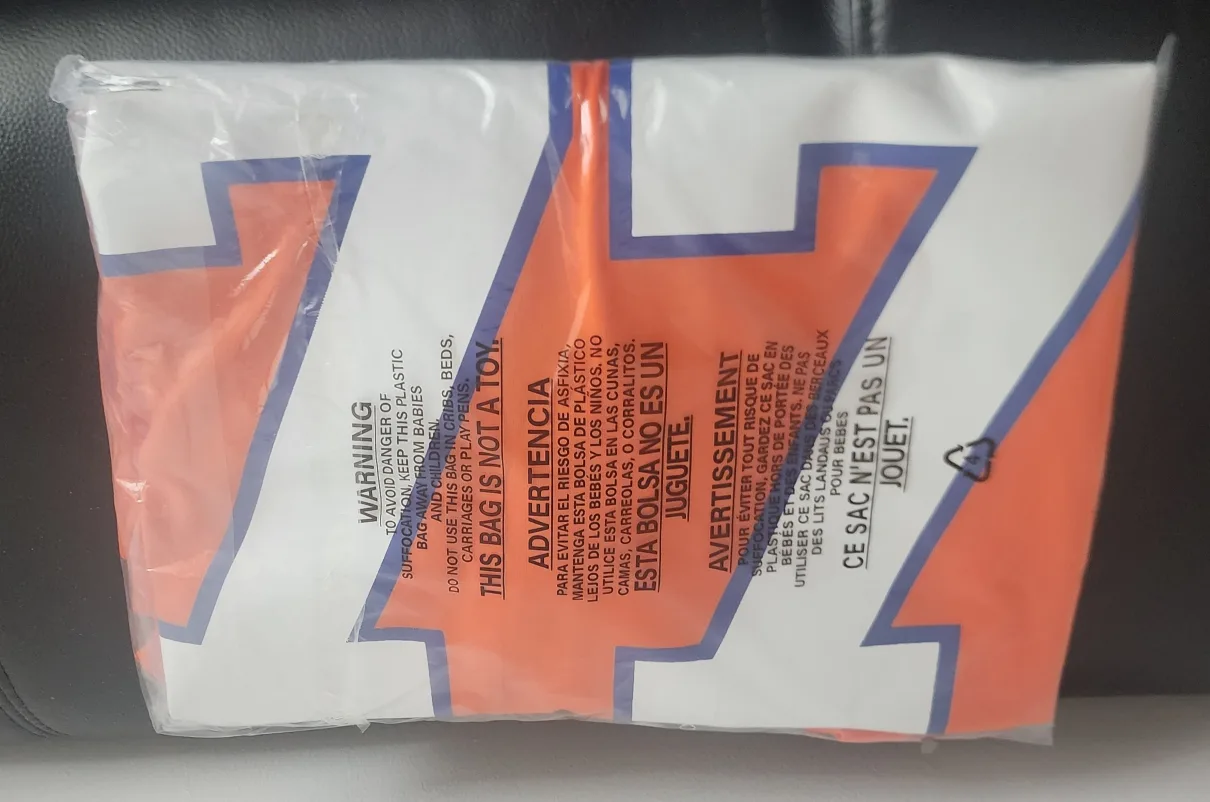 77
WARNING
TO AVOID DANGER OF
SUFFOCATION, KEEP THIS PLASTIC
BAG AWAY FROM BABIES
AND CHILDREN.
DO NOT USE THIS BAG IN CRIBS, BEDS,
CARRIAGES OR PLAY PENS.
THIS BAG IS NOT A TOY.
ADVERTENCIA
PARA EVITAR EL RIESGO DE ASFIXIA,
MANTENGA ESTA BOLSA DE PLÁSTICO
LEJOS DE LOS BEBÉS Y LOS NIÑOS. NO
UTILICE ESTA BOLSA EN LAS CUNAS,
CAMAS, CARREOLAS, O CORRALITOS.
ESTA BOLSA NO ES UN
JUGUETE.
AVERTISSEMENT
POUR ÉVITER TOUT RISQUE DE
SUFFOCATION, GARDEZ CE SAC EN
PLASTIQUE HORS DE PORTÉE DES
BÉBÉS ET DES ENFANTS. NE PAS
UTILISER CE SAC DANS DES BERCEAUX
DES LITS LANDAUS OU PARCS
POUR BEBES
CE SAC N'EST PAS UN
JOUET.
4